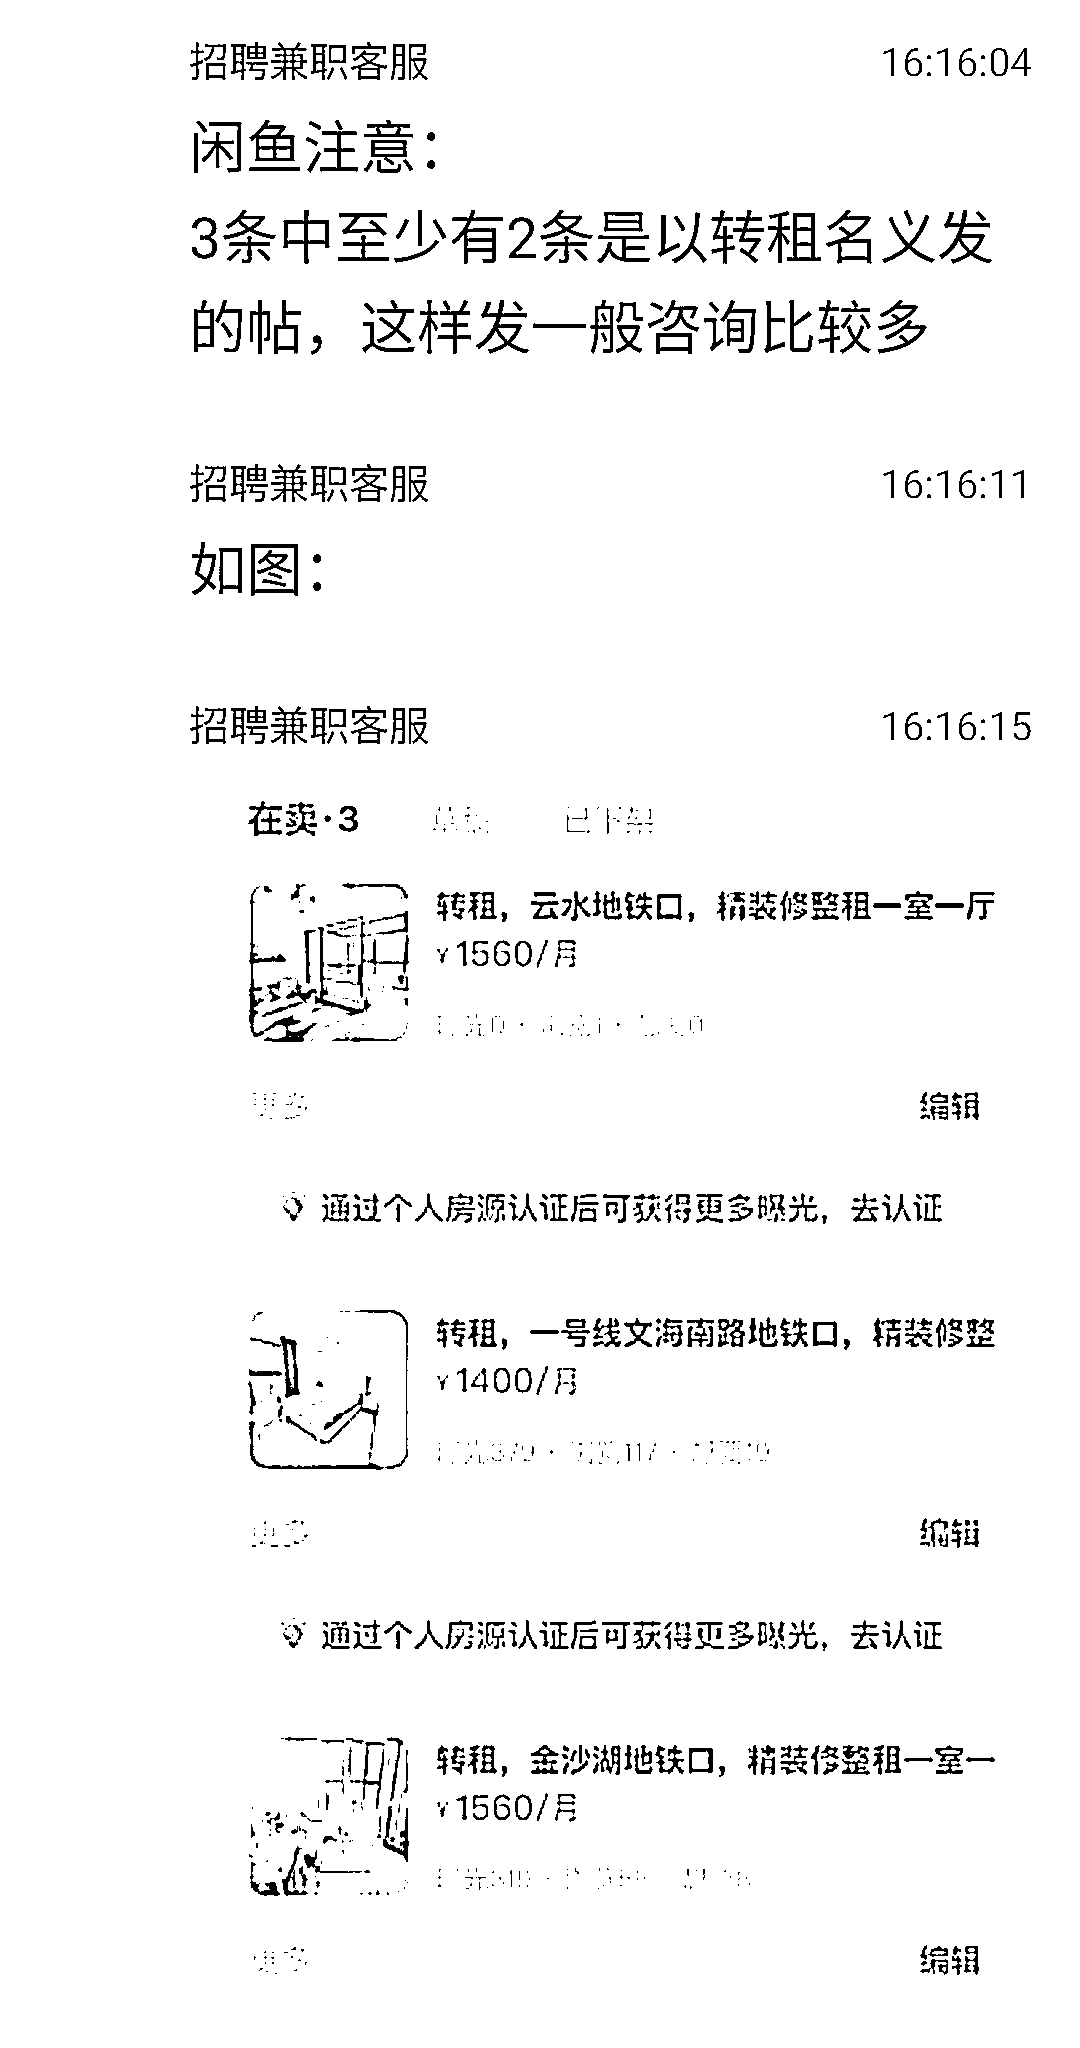 招聘兼职客服 16:16:04
闲鱼注意：
3条中至少有2条是以转租名义发
的帖，这样发一般咨询比较多
招聘兼职客服 16:16:11
如图：
招聘兼职客服 16:16:15
在卖·3 已下架
转租，云水地铁口，精装修整租一室一厅
¥1560/月
更多 编辑
通过个人房源认证后可获得更多曝光，去认证
转租，一号线文海南路地铁口，精装修整
¥1400/月
编辑
通过个人房源认证后可获得更多曝光，去认证
转租，金沙湖地铁口，精装修整租一室一
¥1560/月
编辑